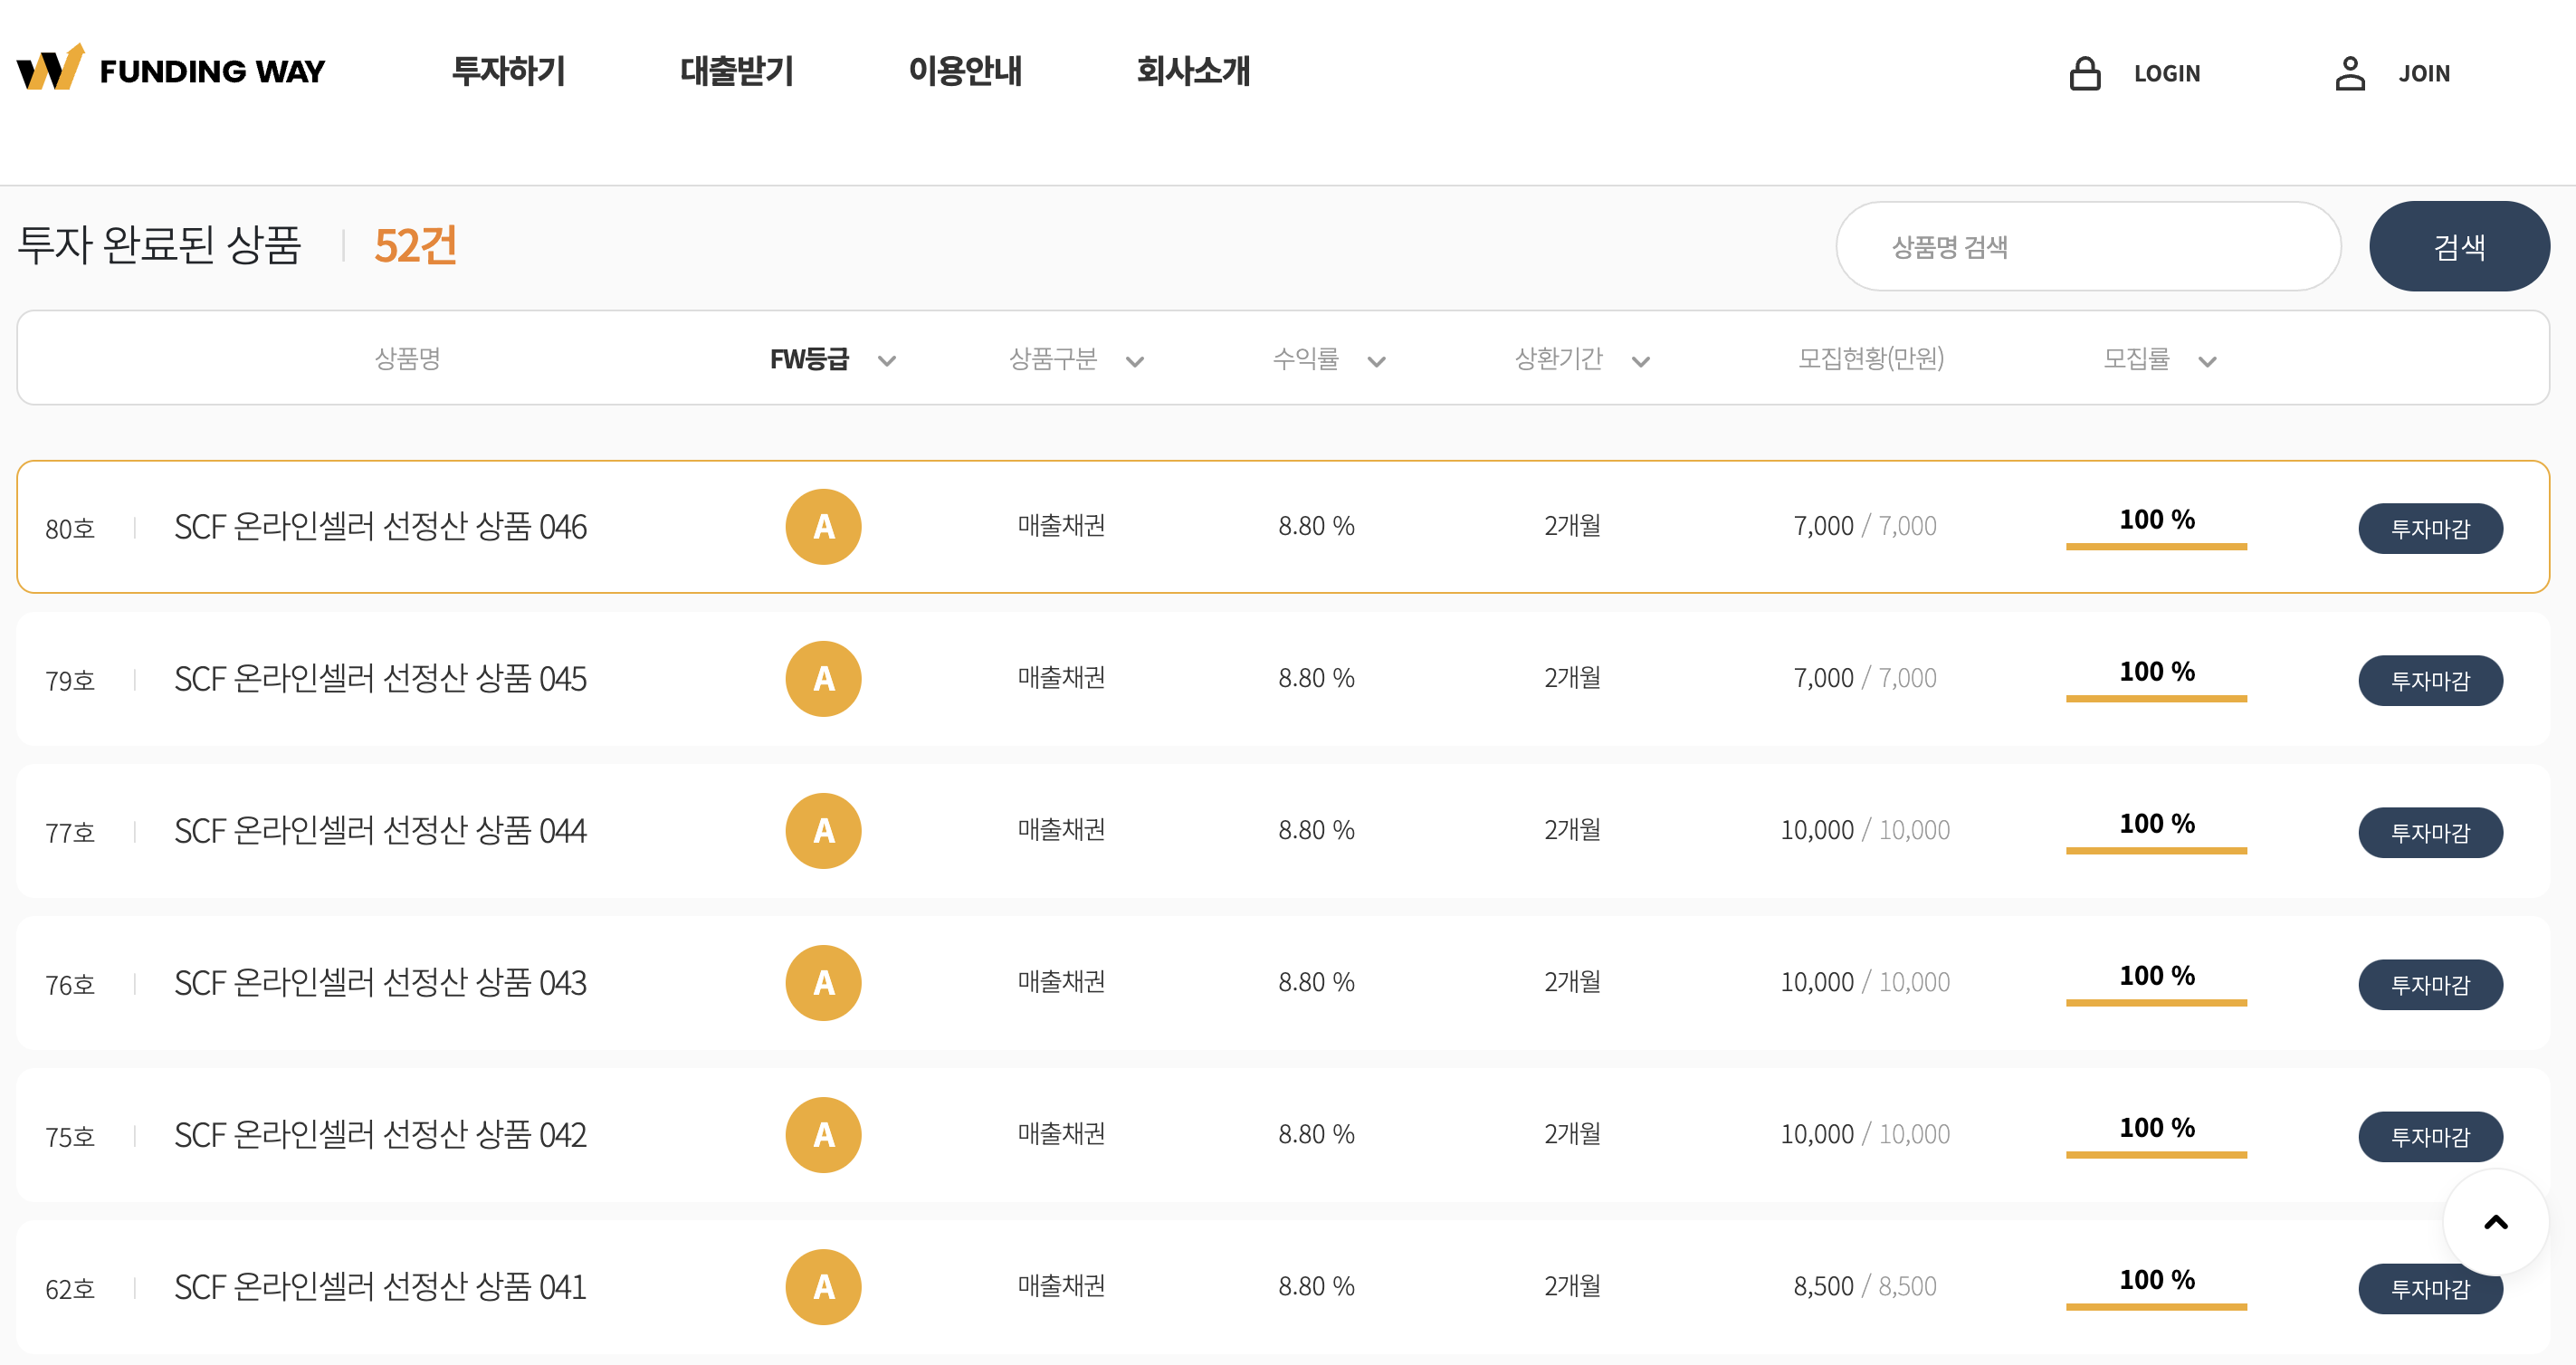 FUNDING WAY 투자하기 대출받기 이용안내 회사소개 LOGIN JOIN
투자 완료된 상품 52건 상품명 검색 검색
상품명 FW등급 상품구분 수익률 상환기간 모집현황(만원) 모집률
80호 SCF 온라인셀러 선정산 상품 046 A 매출채권 8.80 % 2개월 7,000 / 7,000 100 % 투자마감
79호 SCF 온라인셀러 선정산 상품 045 A 매출채권 8.80 % 2개월 7,000 / 7,000 100 % 투자마감
77호 SCF 온라인셀러 선정산 상품 044 A 매출채권 8.80 % 2개월 10,000 / 10,000 100 % 투자마감
76호 SCF 온라인셀러 선정산 상품 043 A 매출채권 8.80 % 2개월 10,000 / 10,000 100 % 투자마감
75호 SCF 온라인셀러 선정산 상품 042 A 매출채권 8.80 % 2개월 10,000 / 10,000 100 % 투자마감
62호 SCF 온라인셀러 선정산 상품 041 A 매출채권 8.80 % 2개월 8,500 / 8,500 100 % 투자마감